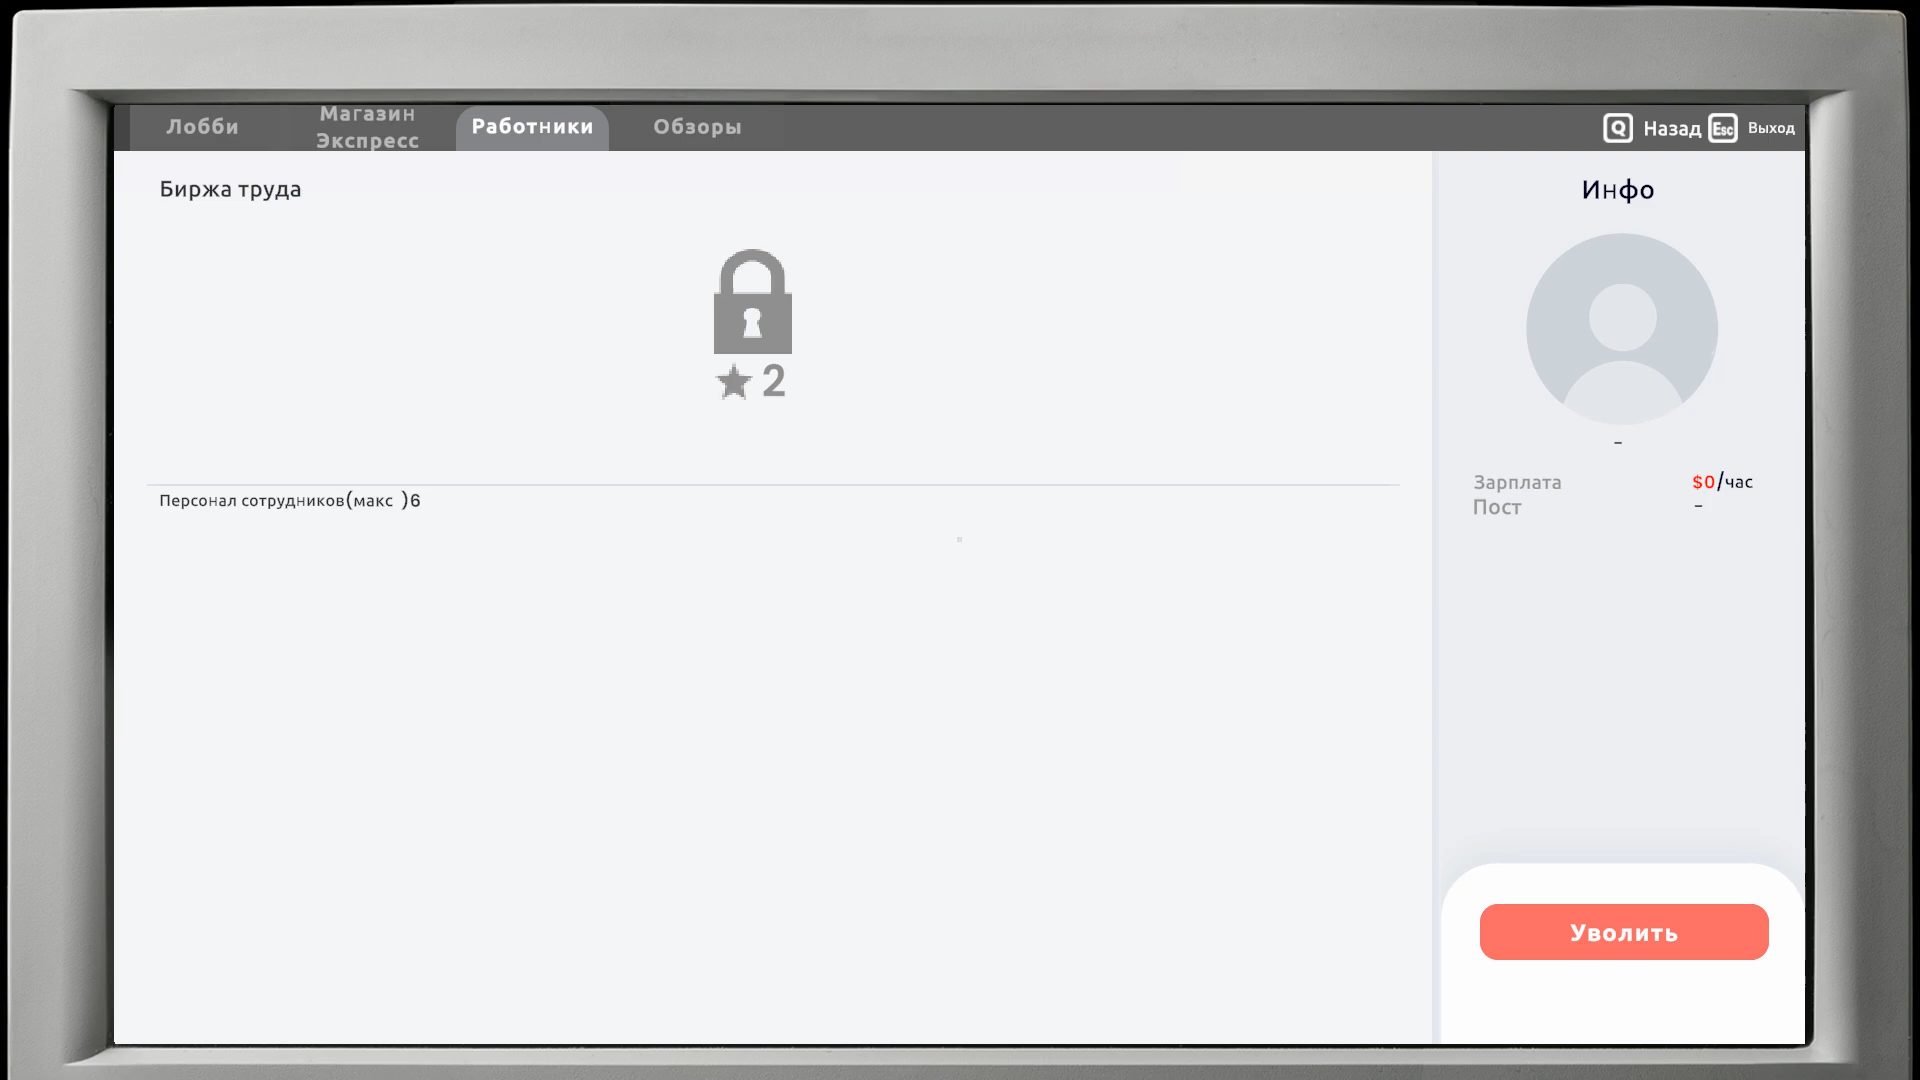 Лобби
Магазин
Экспресс
Работники
Обзоры
Q Назад Esc Выход
Биржа труда
2
Персонал сотрудников(макс )6
Инфо
-
Зарплата $0/час
Пост -
Уволить